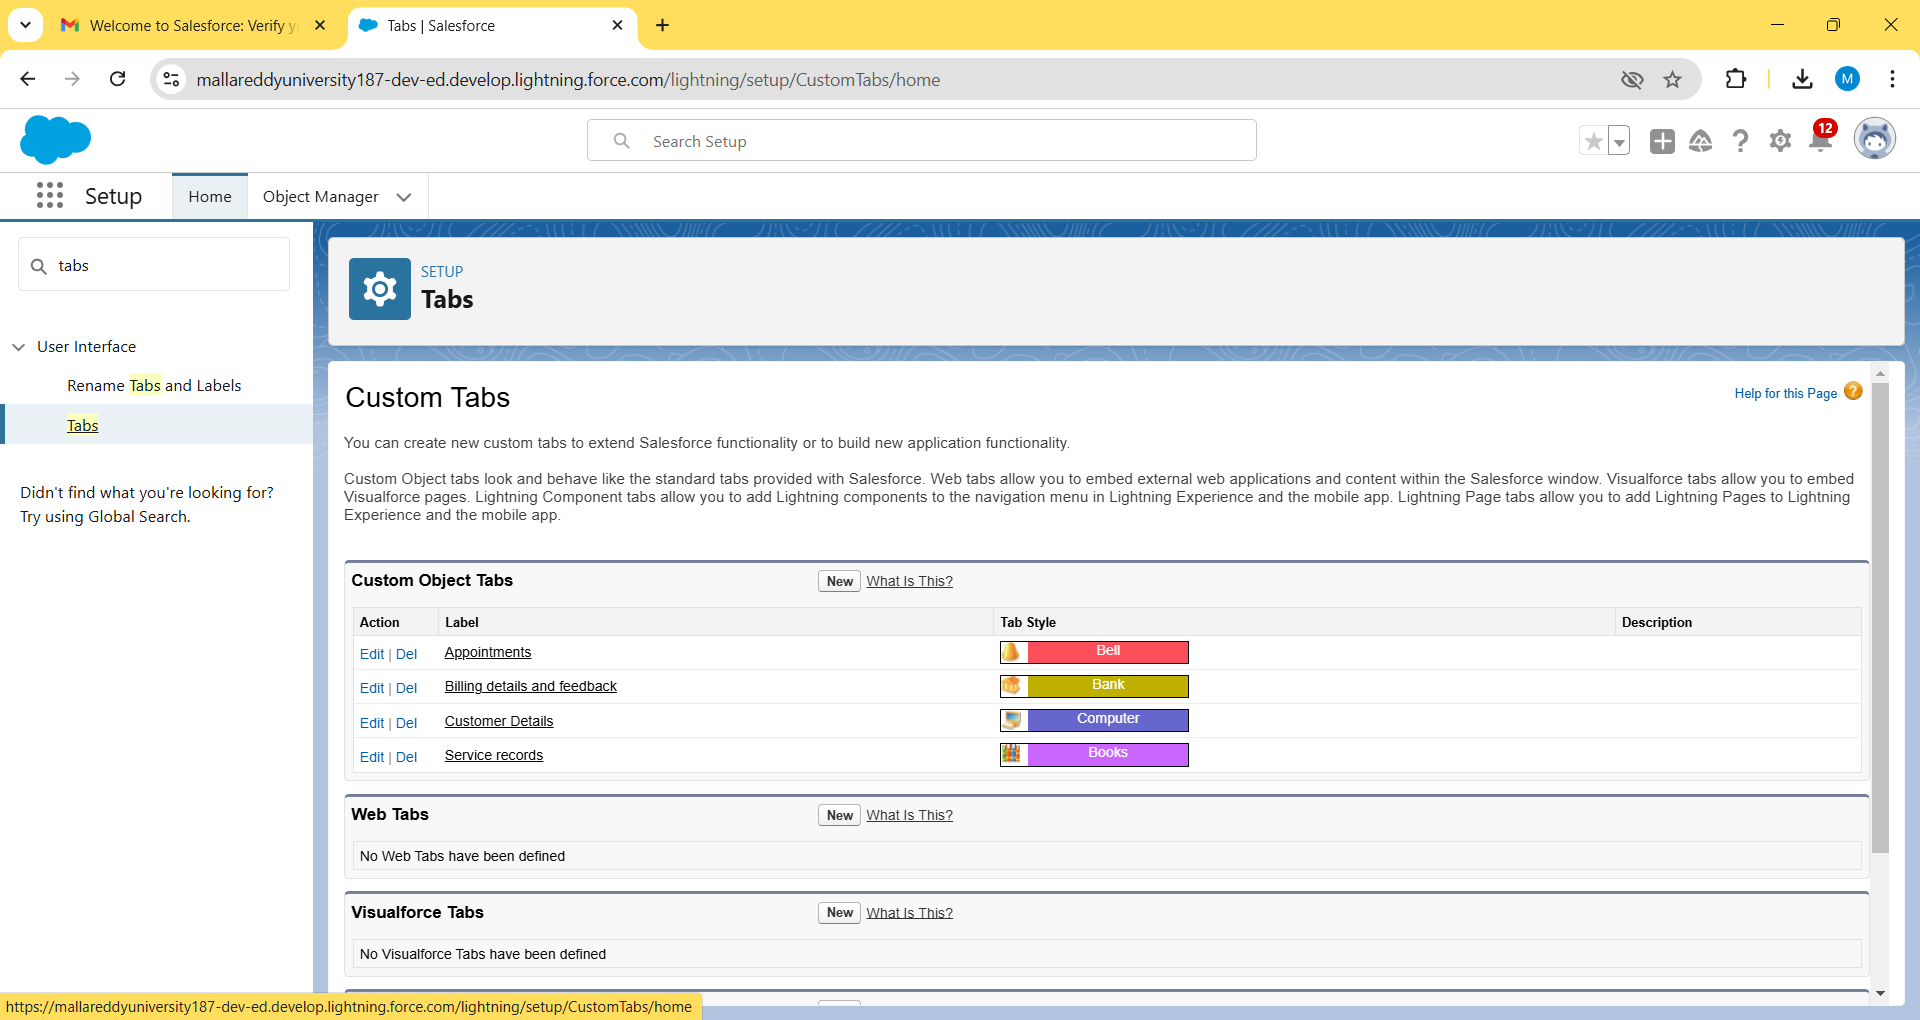 Welcome to Salesforce: Verify y
Tabs | Salesforce
mallareddyuniversity187-dev-ed.develop.lightning.force.com/lightning/setup/CustomTabs/home
M
Search Setup
12
Setup
Home
Object Manager
tabs
User Interface
Rename Tabs and Labels
Tabs
Didn't find what you're looking for?
Try using Global Search.
SETUP
Tabs
Custom Tabs
Help for this Page
?
You can create new custom tabs to extend Salesforce functionality or to build new application functionality.
Custom Object tabs look and behave like the standard tabs provided with Salesforce. Web tabs allow you to embed external web applications and content within the Salesforce window. Visualforce tabs allow you to embed
Visualforce pages. Lightning Component tabs allow you to add Lightning components to the navigation menu in Lightning Experience and the mobile app. Lightning Page tabs allow you to add Lightning Pages to Lightning
Experience and the mobile app.
Custom Object Tabs New What Is This?
Action Label Tab Style Description
Edit | Del Appointments Bell
Edit | Del Billing details and feedback Bank
Edit | Del Customer Details Computer
Edit | Del Service records Books
Web Tabs New What Is This?
No Web Tabs have been defined
Visualforce Tabs New What Is This?
No Visualforce Tabs have been defined
https://mallareddyuniversity187-dev-ed.develop.lightning.force.com/lightning/setup/CustomTabs/home